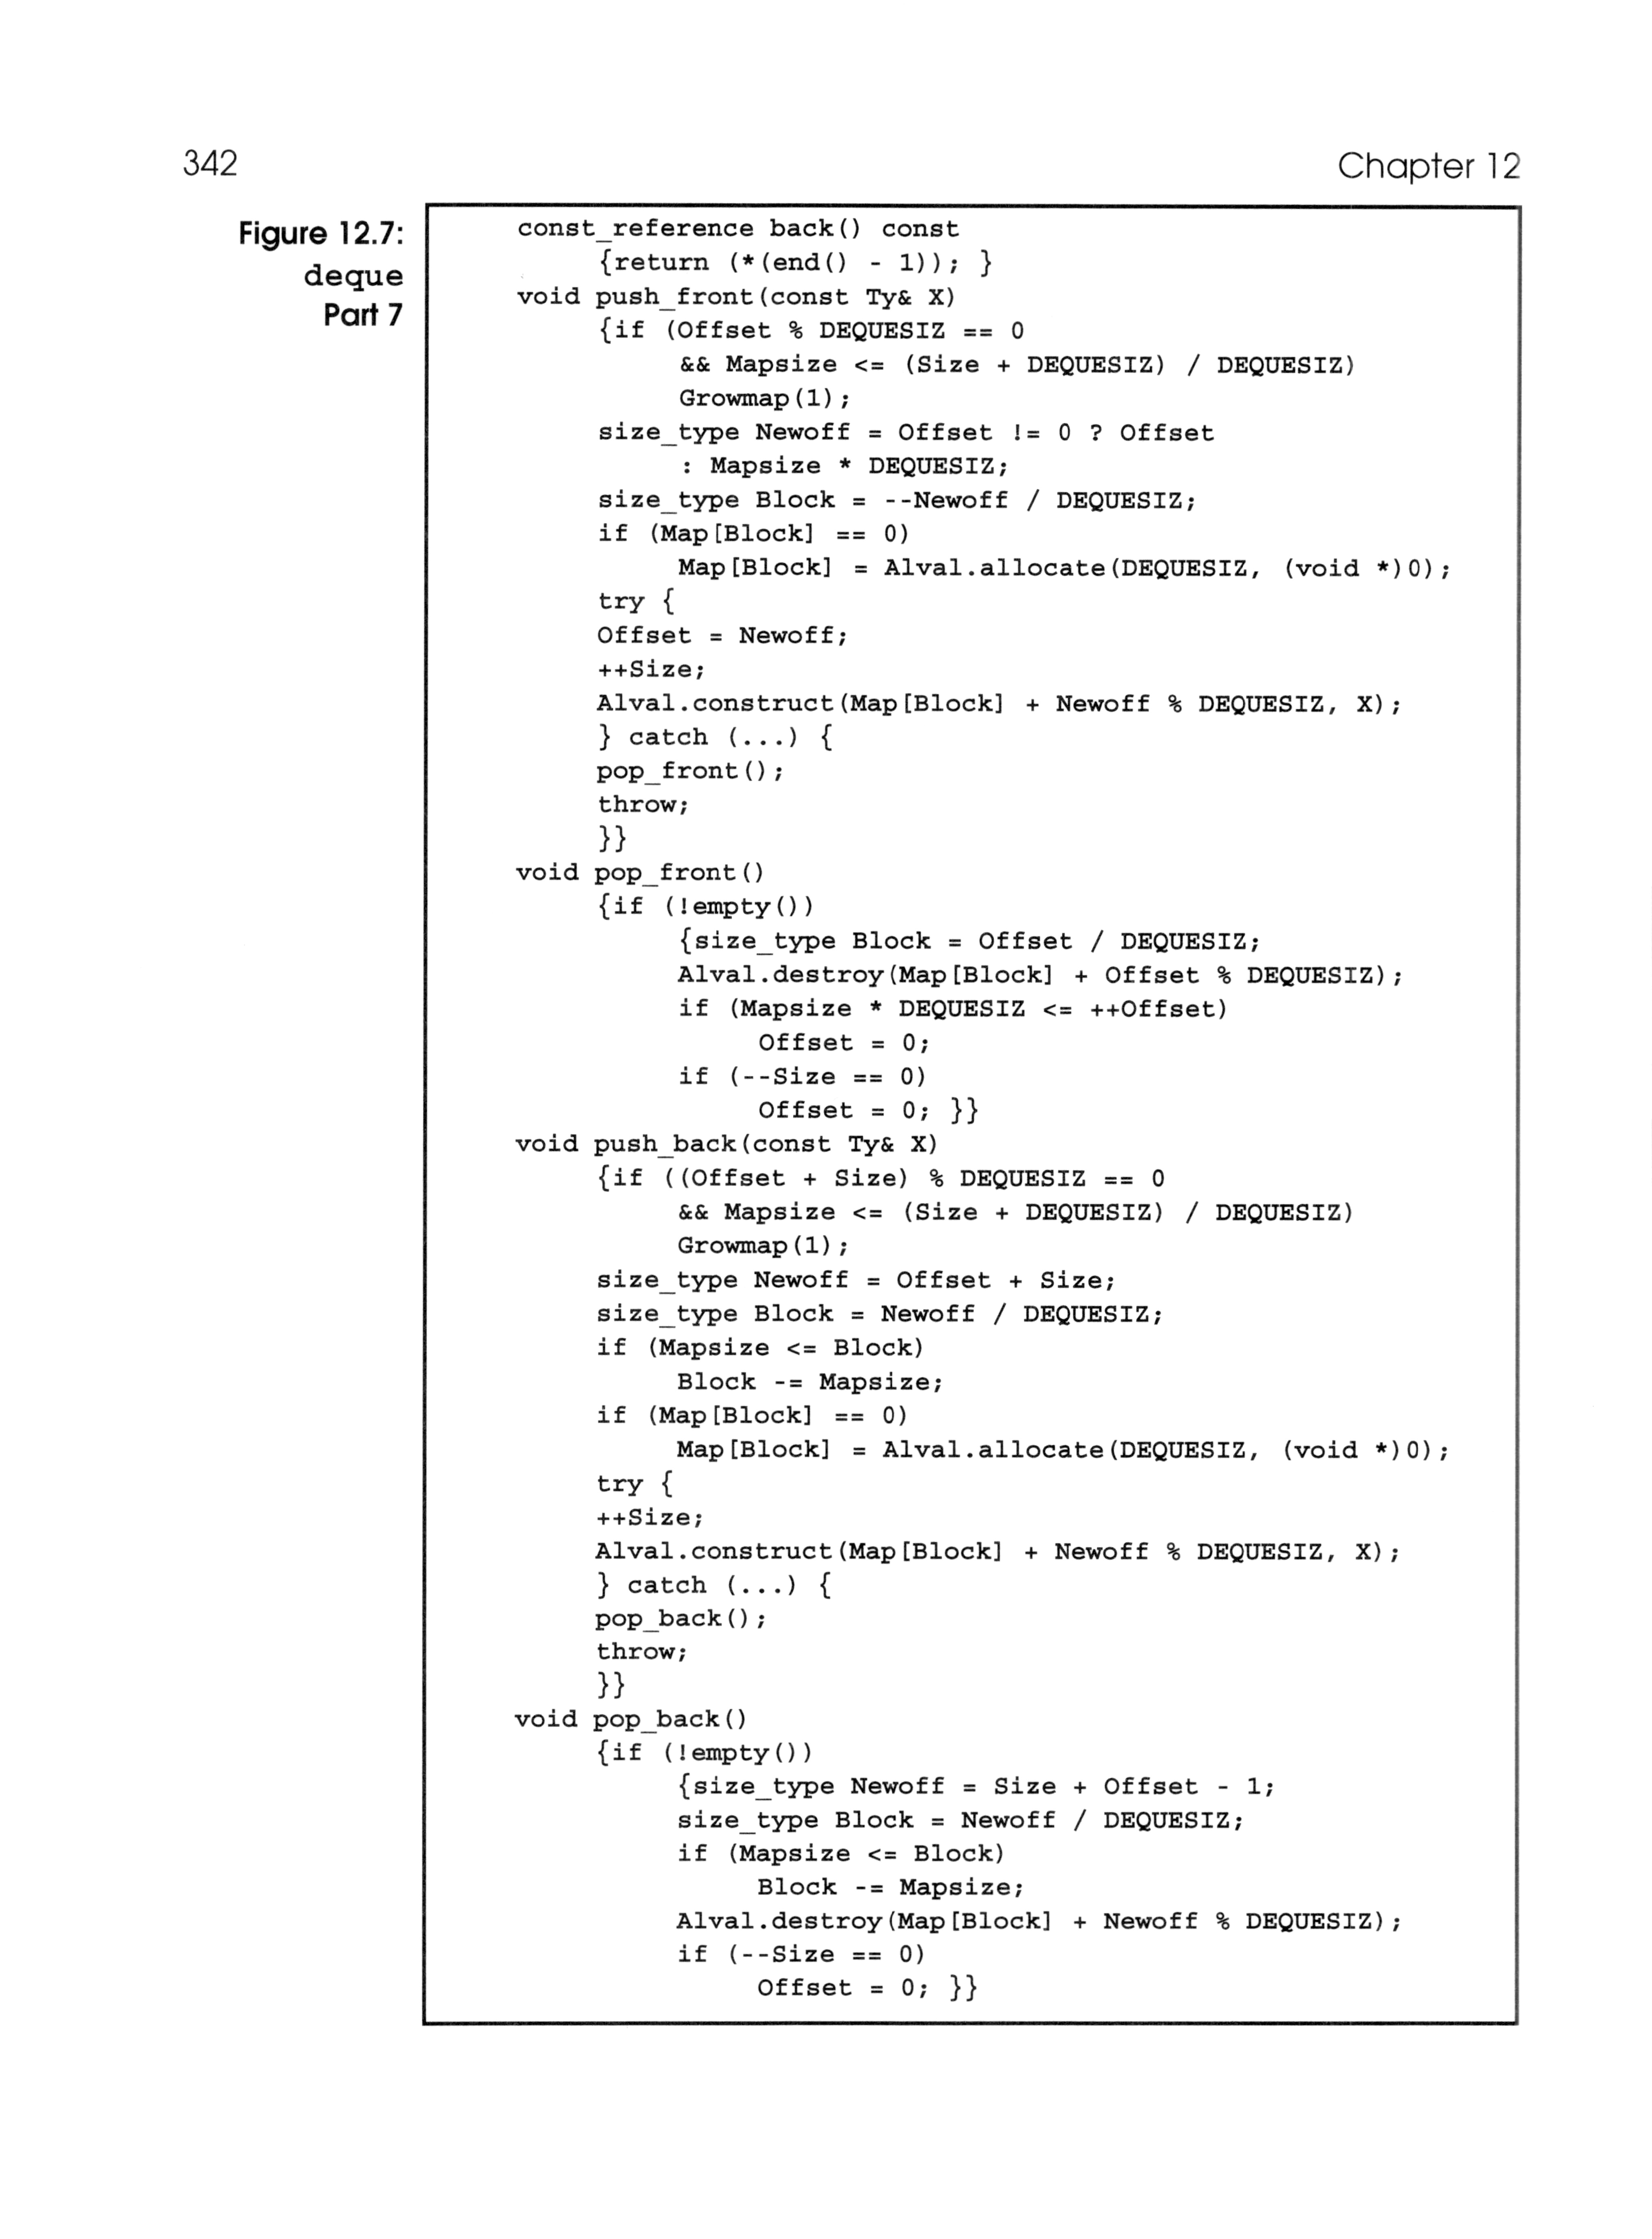 342
Chapter 12
Figure 12.7:
deque
Part 7
const_reference back() const
{return (*(end() - 1)); }
void push_front(const Ty& X)
{if (Offset % DEQUESIZ == 0
&& Mapsize <= (Size + DEQUESIZ) / DEQUESIZ)
Growmap(1);
size_type Newoff = Offset != 0 ? Offset
: Mapsize * DEQUESIZ;
size_type Block = --Newoff / DEQUESIZ;
if (Map[Block] == 0)
Map[Block] = Alval.allocate(DEQUESIZ, (void *)0);
try {
Offset = Newoff;
++Size;
Alval.construct(Map[Block] + Newoff % DEQUESIZ, X);
} catch (...) {
pop_front();
throw;
}}
void pop_front()
{if (!empty())
{size_type Block = Offset / DEQUESIZ;
Alval.destroy(Map[Block] + Offset % DEQUESIZ);
if (Mapsize * DEQUESIZ <= ++Offset)
Offset = 0;
if (--Size == 0)
Offset = 0; }}
void push_back(const Ty& X)
{if ((Offset + Size) % DEQUESIZ == 0
&& Mapsize <= (Size + DEQUESIZ) / DEQUESIZ)
Growmap(1);
size_type Newoff = Offset + Size;
size_type Block = Newoff / DEQUESIZ;
if (Mapsize <= Block)
Block -= Mapsize;
if (Map[Block] == 0)
Map[Block] = Alval.allocate(DEQUESIZ, (void *)0);
try {
++Size;
Alval.construct(Map[Block] + Newoff % DEQUESIZ, X);
} catch (...) {
pop_back();
throw;
}}
void pop_back()
{if (!empty())
{size_type Newoff = Size + Offset - 1;
size_type Block = Newoff / DEQUESIZ;
if (Mapsize <= Block)
Block -= Mapsize;
Alval.destroy(Map[Block] + Newoff % DEQUESIZ);
if (--Size == 0)
Offset = 0; }}